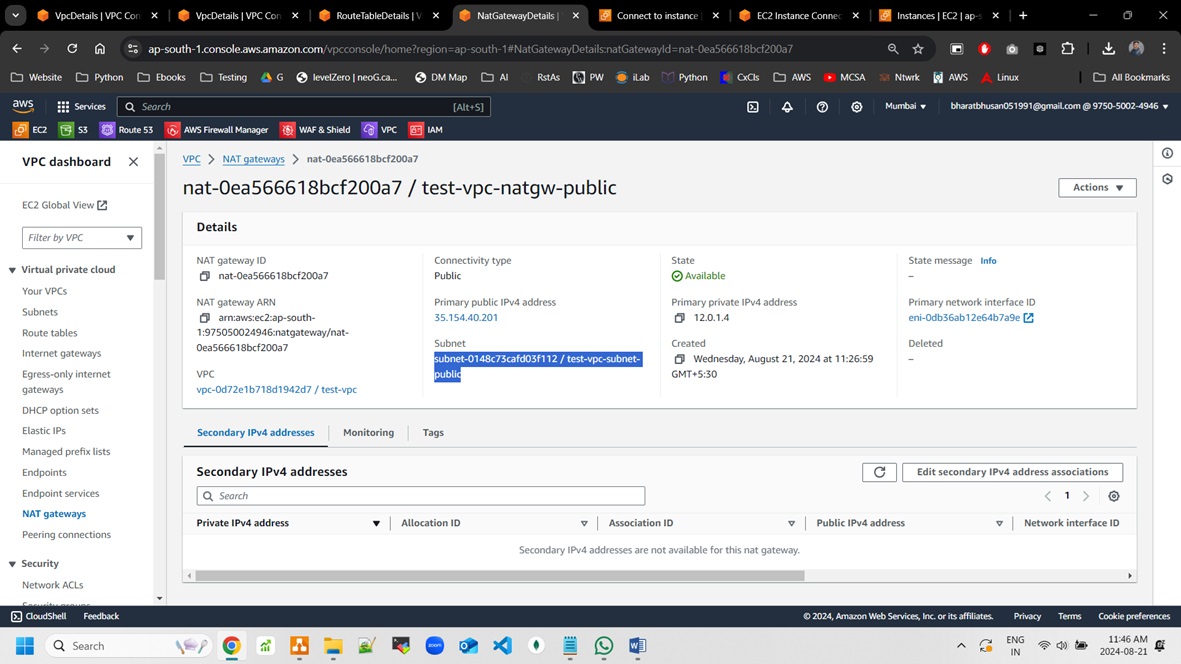 VpcDetails | VPC Con
VpcDetails | VPC Con
RouteTableDetails | V
NatGatewayDetails |
Connect to instance |
EC2 Instance Connec
Instances | EC2 | ap-s
ap-south-1.console.aws.amazon.com/vpcconsole/home?region=ap-south-1#NatGatewayDetails:natGatewayId=nat-0ea566618bcf200a7
Website
Python
Ebooks
Testing
G
levelZero | neoG.ca...
DM Map
AI
RstAs
PW
iLab
Python
CxCls
AWS
MCSA
Ntwrk
AWS
Linux
All Bookmarks
aws
Services
Search
[Alt+S]
Mumbai
bharatbhusan051991@gmail.com @ 9750-5002-4946
EC2
S3
Route 53
AWS Firewall Manager
WAF & Shield
VPC
IAM
VPC dashboard
EC2 Global View
Filter by VPC
Virtual private cloud
Your VPCs
Subnets
Route tables
Internet gateways
Egress-only internet
gateways
DHCP option sets
Elastic IPs
Managed prefix lists
Endpoints
Endpoint services
NAT gateways
Peering connections
Security
Network ACLs
Security groups
VPC > NAT gateways > nat-0ea566618bcf200a7
nat-0ea566618bcf200a7 / test-vpc-natgw-public
Actions
Details
NAT gateway ID
nat-0ea566618bcf200a7
NAT gateway ARN
arn:aws:ec2:ap-south-
1:975050024946:natgateway/nat-
0ea566618bcf200a7
VPC
vpc-0d72e1b718d1942d7 / test-vpc
Connectivity type
Public
Primary public IPv4 address
35.154.40.201
Subnet
subnet-0148c73cafd03f112 / test-vpc-subnet-
public
State
Available
Primary private IPv4 address
12.0.1.4
Created
Wednesday, August 21, 2024 at 11:26:59
GMT+5:30
State message Info
–
Primary network interface ID
eni-0db36ab12e64b7a9e
Deleted
–
Secondary IPv4 addresses
Monitoring
Tags
Secondary IPv4 addresses
Edit secondary IPv4 address associations
Search
1
Private IPv4 address
Allocation ID
Association ID
Public IPv4 address
Network interface ID
Secondary IPv4 addresses are not available for this nat gateway.
CloudShell
Feedback
© 2024, Amazon Web Services, Inc. or its affiliates.
Privacy
Terms
Cookie preferences
Search
zoom
ENG
IN
11:46 AM
2024-08-21